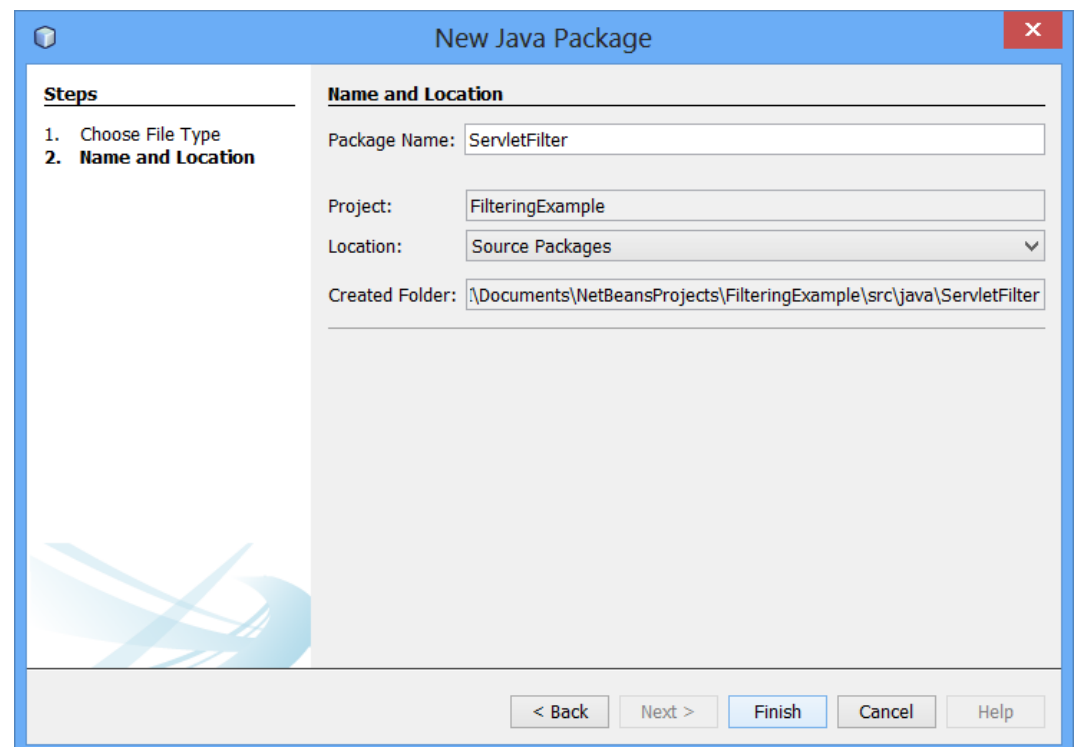 New Java Package
x
Steps
1. Choose File Type
2. Name and Location
Name and Location
Package Name: ServletFilter
Project: FilteringExample
Location: Source Packages
Created Folder: \Documents\NetBeansProjects\FilteringExample\src\java\ServletFilter
< Back Next > Finish Cancel Help